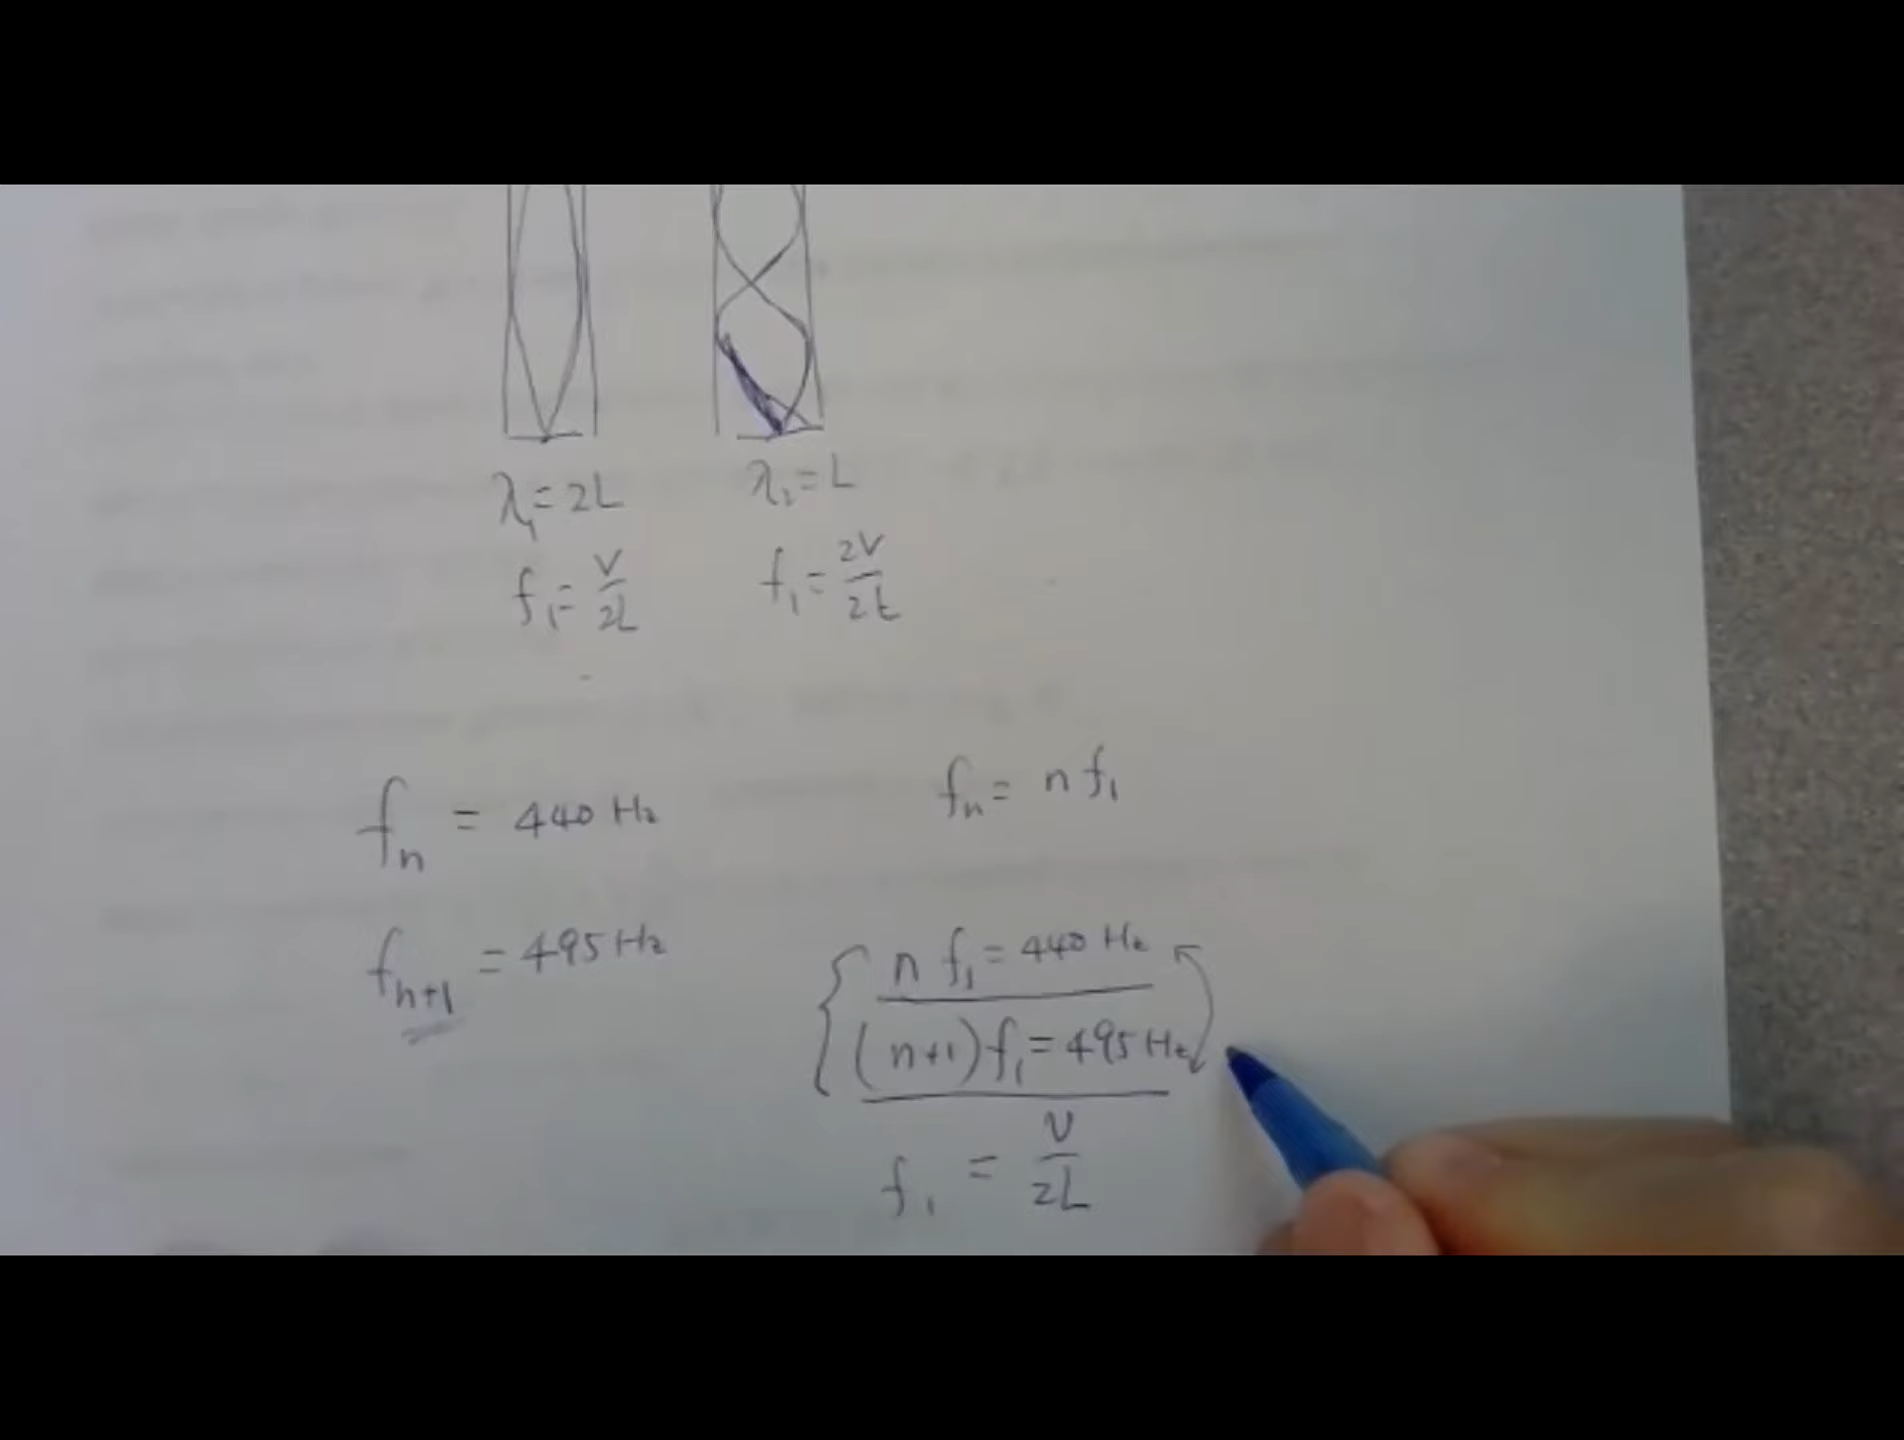 λ₁ = 2L
λ₂ = L
f₁ = V/2L
f₁ = 2V/2L
fₙ = 440 Hz
fₙ = n f₁
fₙ₊₁ = 495 Hz
n f₁ = 440 Hz
(n+1) f₁ = 495 Hz
f₁ = V/2L